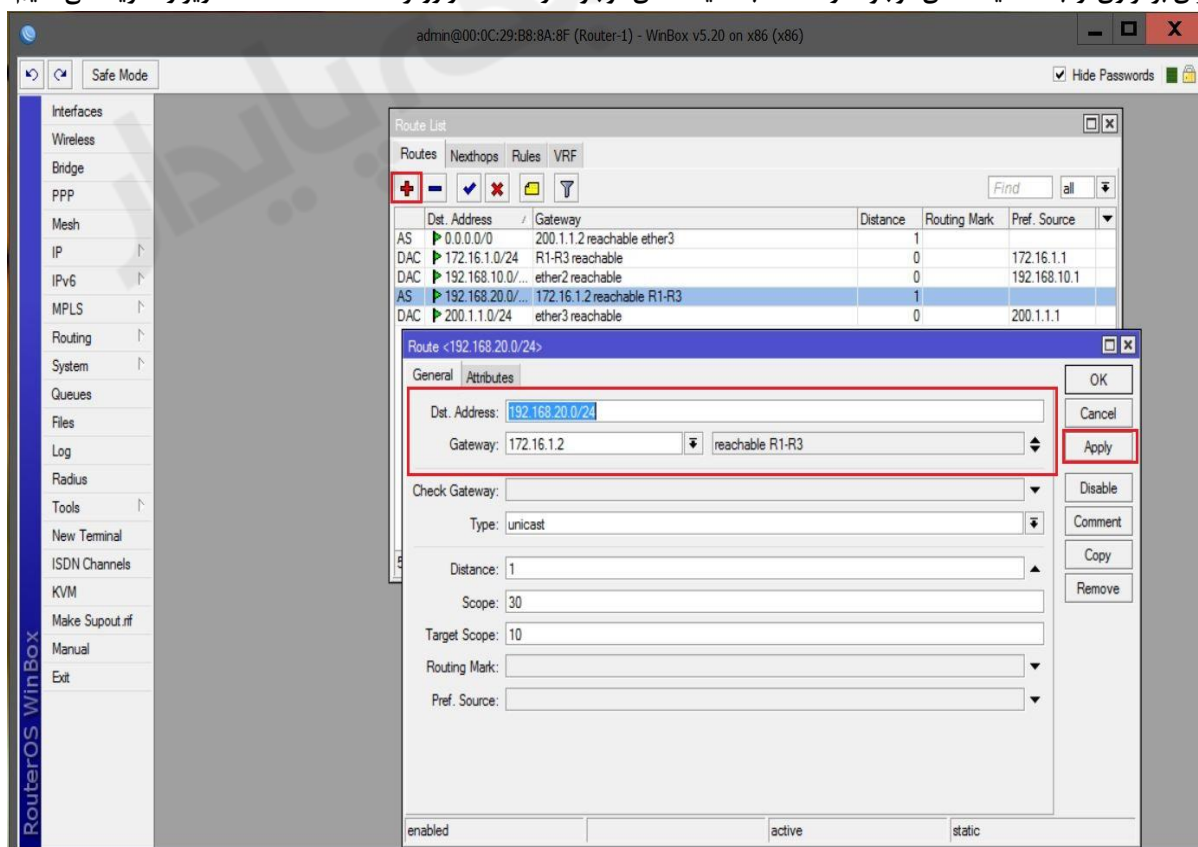 admin@00:0C:29:B8:8A:8F (Router-1) - WinBox v5.20 on x86 (x86)
Safe Mode
Hide Passwords
Interfaces
Wireless
Bridge
PPP
Mesh
IP
IPv6
MPLS
Routing
System
Queues
Files
Log
Radius
Tools
New Terminal
ISDN Channels
KVM
Make Supout.rif
Manual
Exit
RouterOS WinBox
Route List
Routes Nexthops Rules VRF
Find all
Dst. Address / Gateway Distance Routing Mark Pref. Source
AS 0.0.0.0/0 200.1.1.2 reachable ether3 1
DAC 172.16.1.0/24 R1-R3 reachable 0 172.16.1.1
DAC 192.168.10.0/... ether2 reachable 0 192.168.10.1
AS 192.168.20.0/... 172.16.1.2 reachable R1-R3 1
DAC 200.1.1.0/24 ether3 reachable 0 200.1.1.1
Route <192.168.20.0/24>
General Attributes
Dst. Address: 192.168.20.0/24
Gateway: 172.16.1.2 reachable R1-R3
Check Gateway:
Type: unicast
Distance: 1
Scope: 30
Target Scope: 10
Routing Mark:
Pref. Source:
OK
Cancel
Apply
Disable
Comment
Copy
Remove
enabled active static